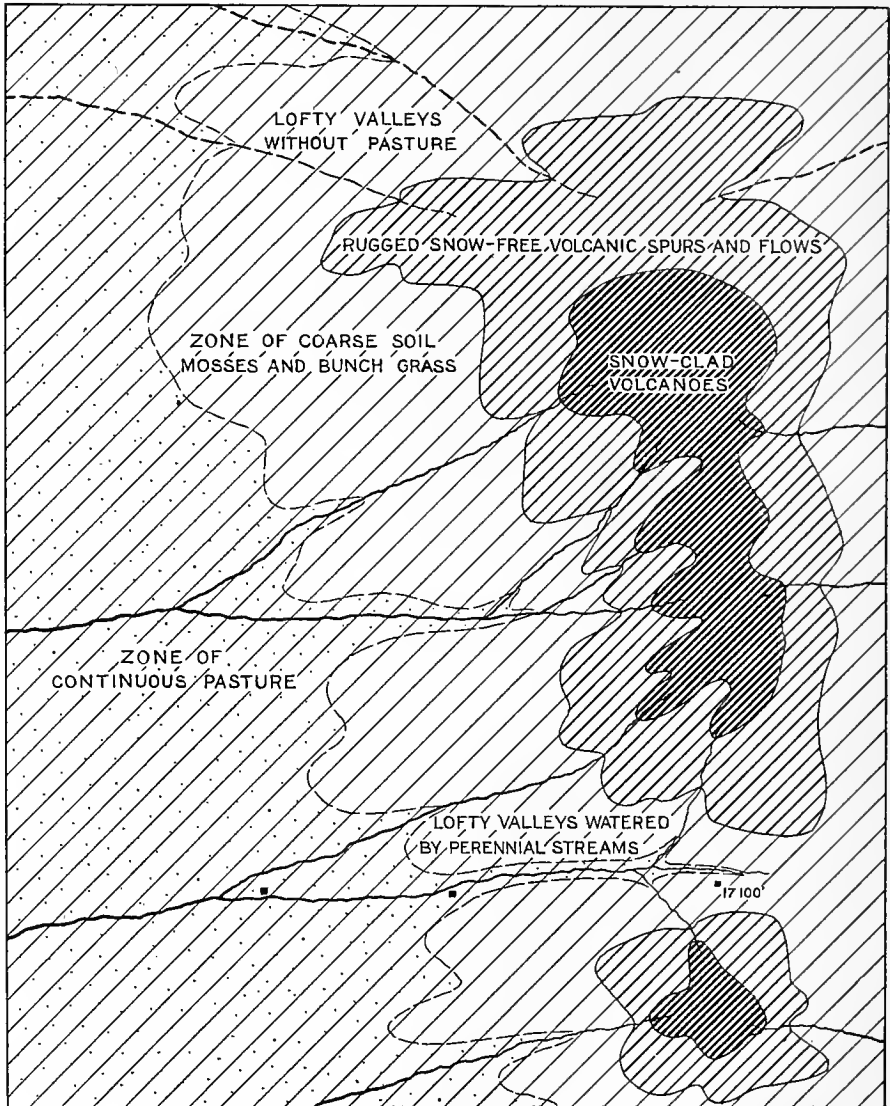 LOFTY VALLEYS
WITHOUT PASTURE
RUGGED SNOW-FREE VOLCANIC SPURS AND FLOWS
ZONE OF COARSE SOIL
MOSSES AND BUNCH GRASS
SNOW-CLAD
VOLCANOES
ZONE OF
CONTINUOUS PASTURE
LOFTY VALLEYS WATERED
BY PERENNIAL STREAMS
17100'